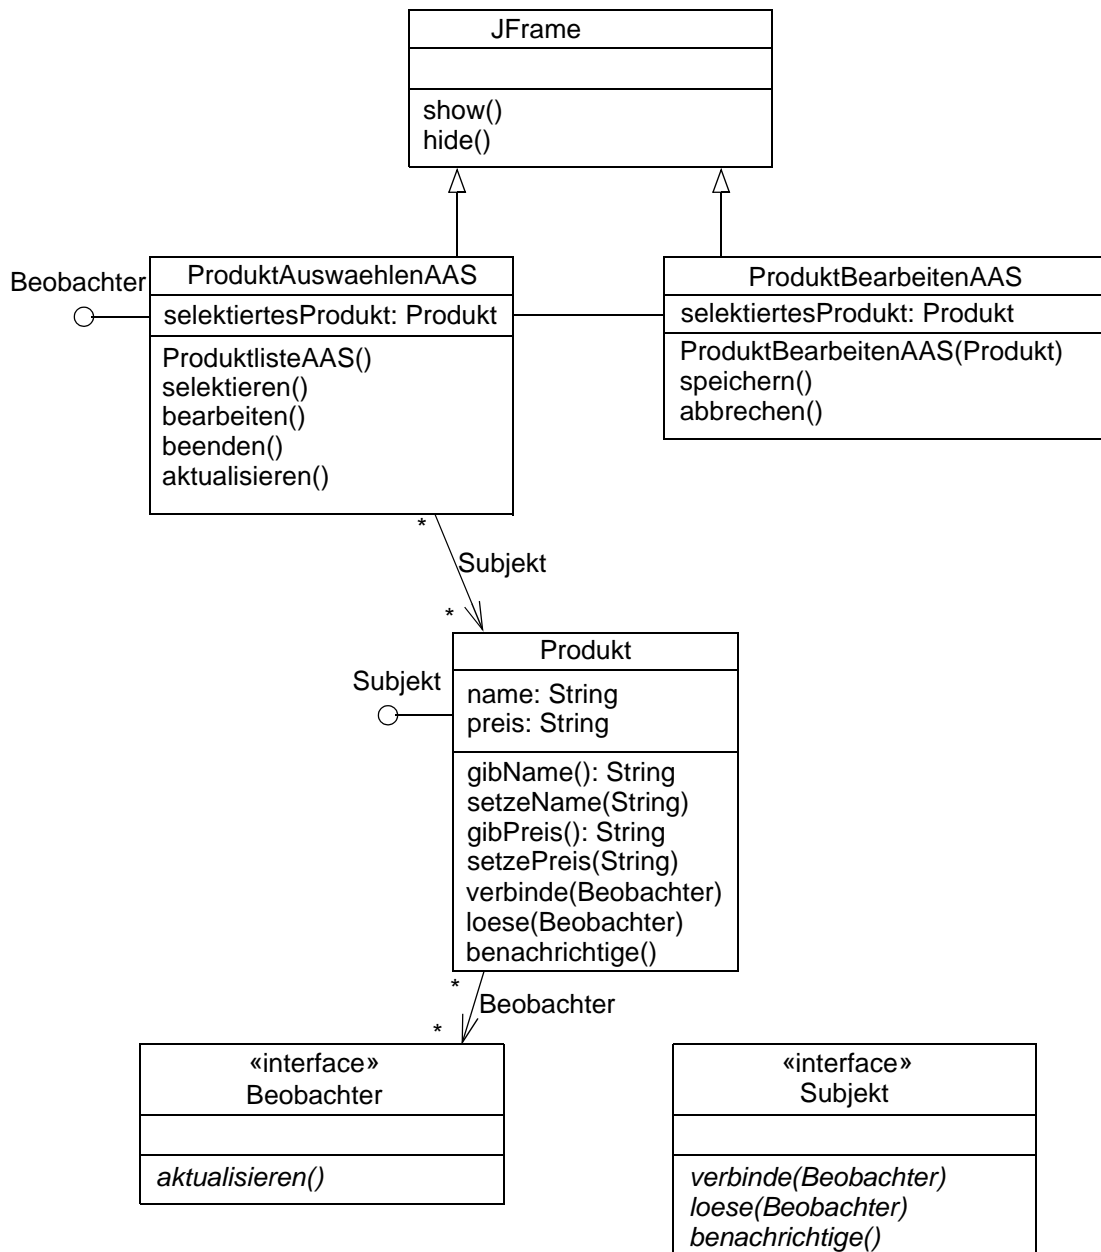 JFrame
show()
hide()
Beobachter
ProduktAuswaehlenAAS
selektiertesProdukt: Produkt
ProduktlisteAAS()
selektieren()
bearbeiten()
beenden()
aktualisieren()
ProduktBearbeitenAAS
selektiertesProdukt: Produkt
ProduktBearbeitenAAS(Produkt)
speichern()
abbrechen()
*
Subjekt
*
Produkt
Subjekt
name: String
preis: String
gibName(): String
setzeName(String)
gibPreis(): String
setzePreis(String)
verbinde(Beobachter)
loese(Beobachter)
benachrichtige()
*
Beobachter
*
«interface»
Beobachter
aktualisieren()
«interface»
Subjekt
verbinde(Beobachter)
loese(Beobachter)
benachrichtige()